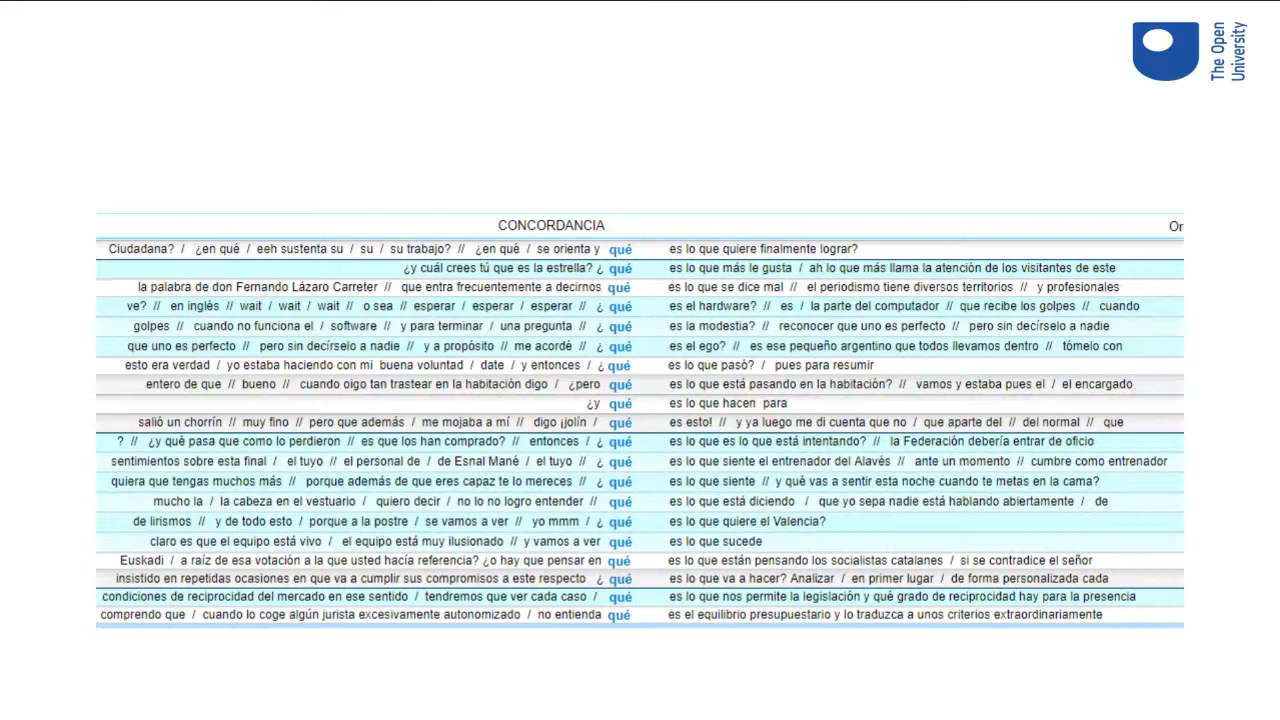 The Open
University
CONCORDANCIA
Or
Ciudadana? / ¿en qué / eeh sustenta su / su / su trabajo? // ¿en qué / se orienta y qué es lo que quiere finalmente lograr?
¿y cuál crees tú que es la estrella? ¿ qué es lo que más le gusta / ah lo que más llama la atención de los visitantes de este
la palabra de don Fernando Lázaro Carreter // que entra frecuentemente a decirnos qué es lo que se dice mal // el periodismo tiene diversos territorios // y profesionales
ve? // en inglés // wait / wait / wait // o sea // esperar / esperar / esperar // ¿ qué es el hardware? // es / la parte del computador // que recibe los golpes // cuando
golpes // cuando no funciona el / software // y para terminar / una pregunta // ¿ qué es la modestia? // reconocer que uno es perfecto // pero sin decírselo a nadie
que uno es perfecto // pero sin decírselo a nadie // y a propósito // me acordé // ¿ qué es el ego? // es ese pequeño argentino que todos llevamos dentro // tómelo con
esto era verdad / yo estaba haciendo con mi buena voluntad / date / y entonces / ¿ qué es lo que pasó? / pues para resumir
entero de que // bueno // cuando oigo tan trastear en la habitación digo / ¿pero qué es lo que está pasando en la habitación? // vamos y estaba pues el / el encargado
¿y qué es lo que hacen para
salió un chorrín // muy fino // pero que además / me mojaba a mí // digo ¡jolín / qué es esto! // y ya luego me di cuenta que no / que aparte del // del normal // que
? // ¿y qué pasa que como lo perdieron // es que los han comprado? // entonces / ¿ qué es lo que es lo que está intentando? // la Federación debería entrar de oficio
sentimientos sobre esta final / el tuyo // el personal de / de Esnal Mané / el tuyo // ¿ qué es lo que siente el entrenador del Alavés // ante un momento // cumbre como entrenador
quiera que tengas muchos más // porque además de que eres capaz te lo mereces // ¿ qué es lo que siente // y qué vas a sentir esta noche cuando te metas en la cama?
mucho la / la cabeza en el vestuario / quiero decir / no lo no logro entender // qué es lo que está diciendo / que yo sepa nadie está hablando abiertamente / de
de lirismos // y de todo esto / porque a la postre / se vamos a ver // yo mmm / ¿ qué es lo que quiere el Valencia?
claro es que el equipo está vivo / el equipo está muy ilusionado // y vamos a ver qué es lo que sucede
Euskadi / a raíz de esa votación a la que usted hacía referencia? ¿o hay que pensar en qué es lo que están pensando los socialistas catalanes / si se contradice el señor
insistido en repetidas ocasiones en que va a cumplir sus compromisos a este respecto ¿ qué es lo que va a hacer? Analizar / en primer lugar / de forma personalizada cada
condiciones de reciprocidad del mercado en ese sentido / tendremos que ver cada caso / qué es lo que nos permite la legislación y qué grado de reciprocidad hay para la presencia
comprendo que / cuando lo coge algún jurista excesivamente autonomizado / no entienda qué es el equilibrio presupuestario y lo traduzca a unos criterios extraordinariamente